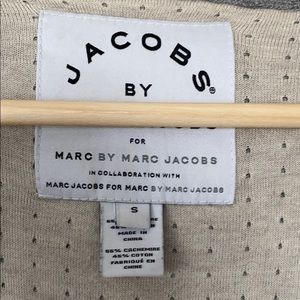 JACOBS®
BY
FOR
MARC BY MARC JACOBS
IN COLLABORATION WITH
MARC JACOBS FOR MARC BY MARC JACOBS
S
MADE IN
CHINA
55% CACHEMIRE
45% COTON
FABRIQUÉ EN
CHINE